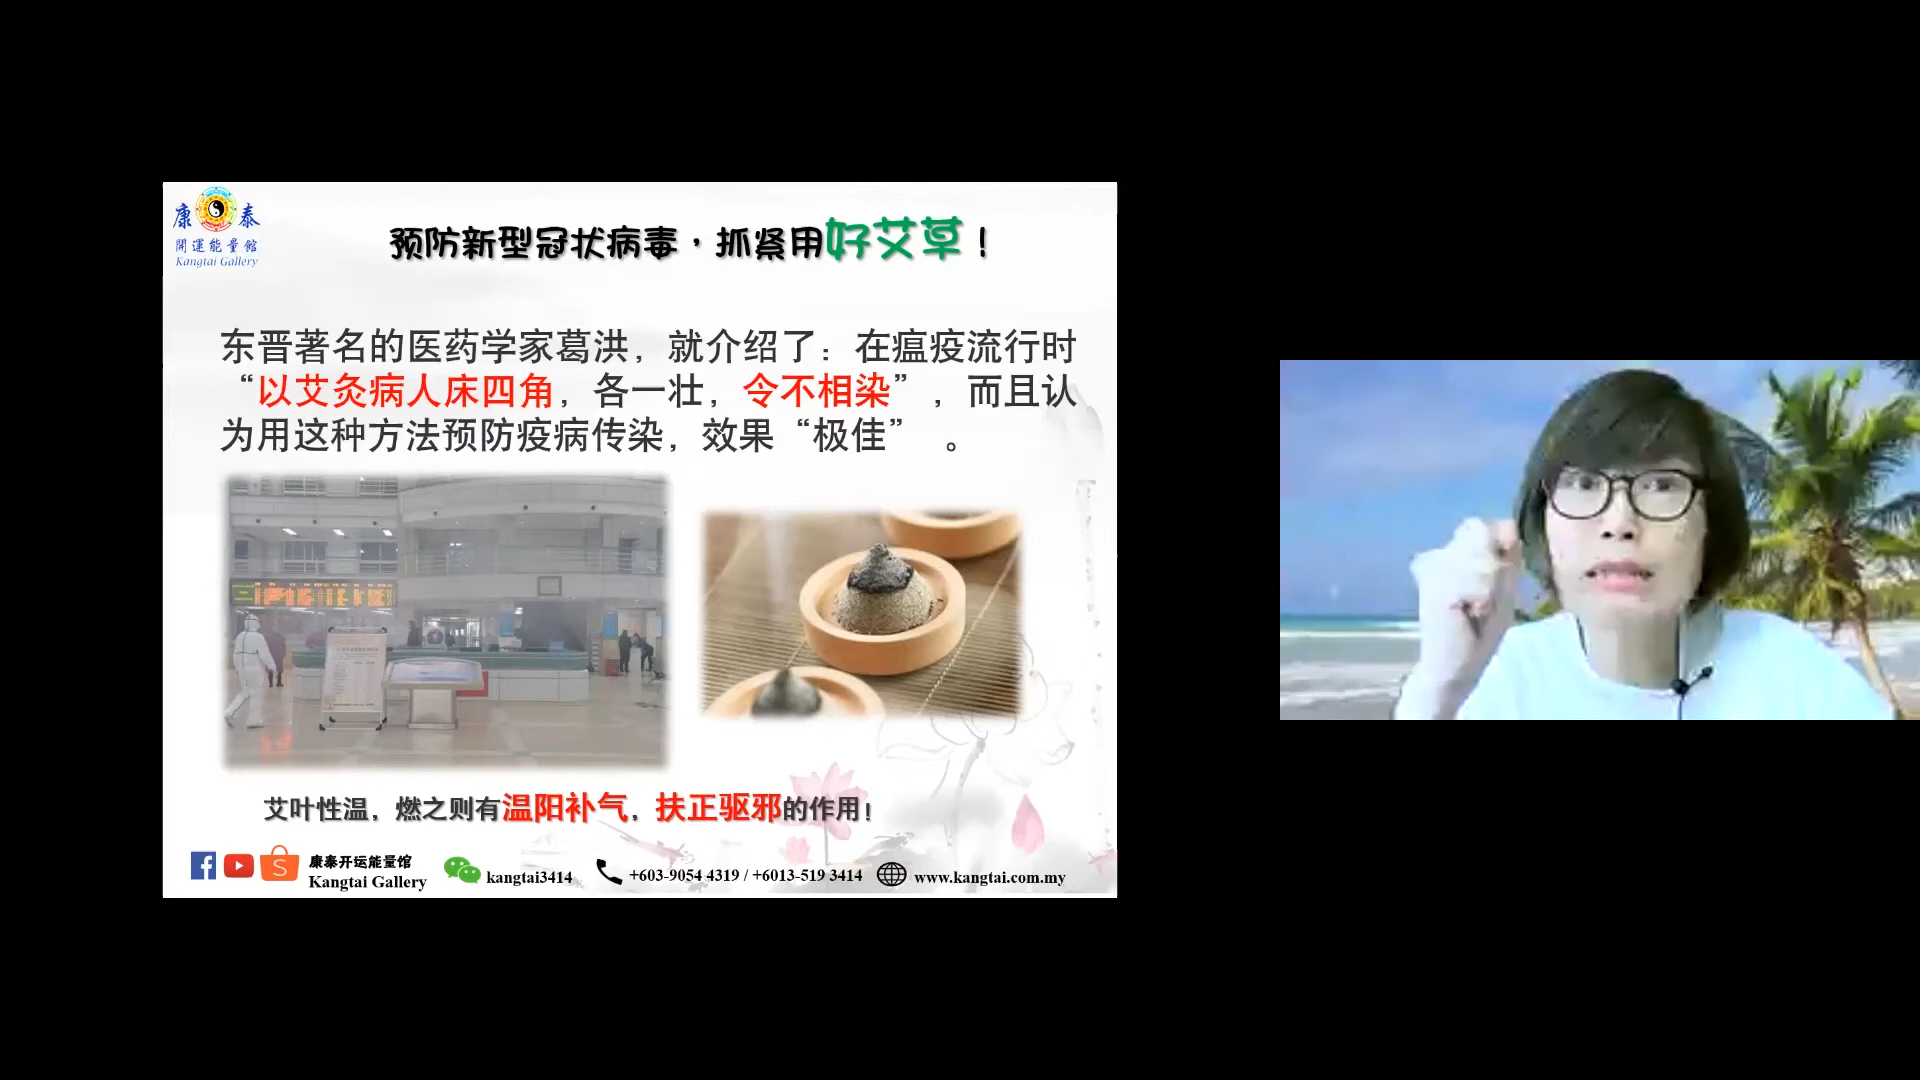 康泰
開運能量館
Kangtai Gallery
预防新型冠状病毒，抓紧用好艾草！
东晋著名的医药学家葛洪，就介绍了：在瘟疫流行时
“以艾灸病人床四角，各一壮，令不相染”，而且认
为用这种方法预防疫病传染，效果“极佳” 。
艾叶性温，燃之则有温阳补气，扶正驱邪的作用！
康泰开运能量馆
Kangtai Gallery
kangtai3414
+603-9054 4319 / +6013-519 3414
www.kangtai.com.my